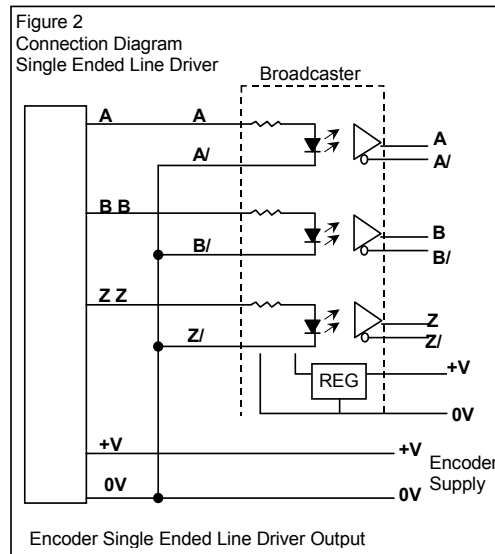 Figure 2
Connection Diagram
Single Ended Line Driver
Broadcaster
A A A
A/ A/
B B B
B/ B/
Z Z Z
Z/ Z/
REG +V
0V
+V +V
Encoder
Supply
0V 0V
Encoder Single Ended Line Driver Output